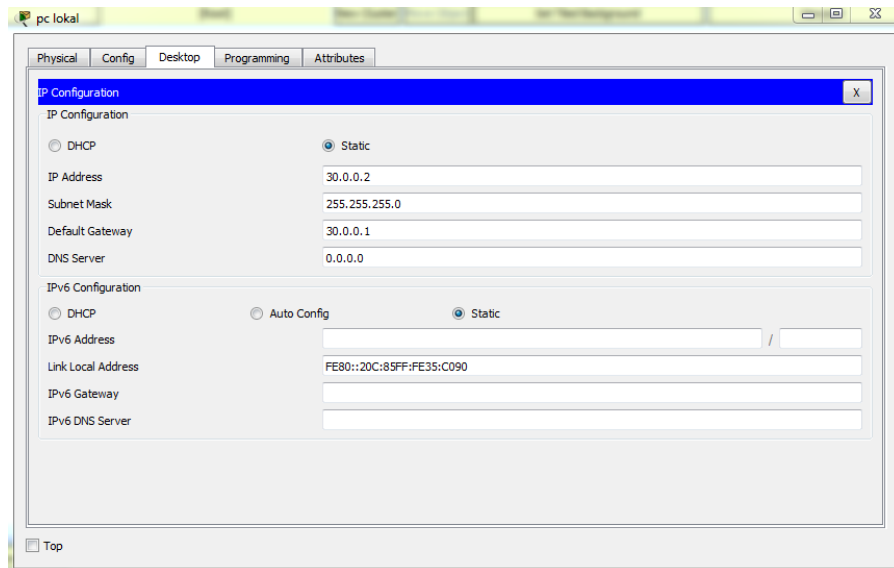 pc lokal
Physical Config Desktop Programming Attributes
IP Configuration X
IP Configuration
DHCP Static
IP Address 30.0.0.2
Subnet Mask 255.255.255.0
Default Gateway 30.0.0.1
DNS Server 0.0.0.0
IPv6 Configuration
DHCP Auto Config Static
IPv6 Address /
Link Local Address FE80::20C:85FF:FE35:C090
IPv6 Gateway
IPv6 DNS Server
Top